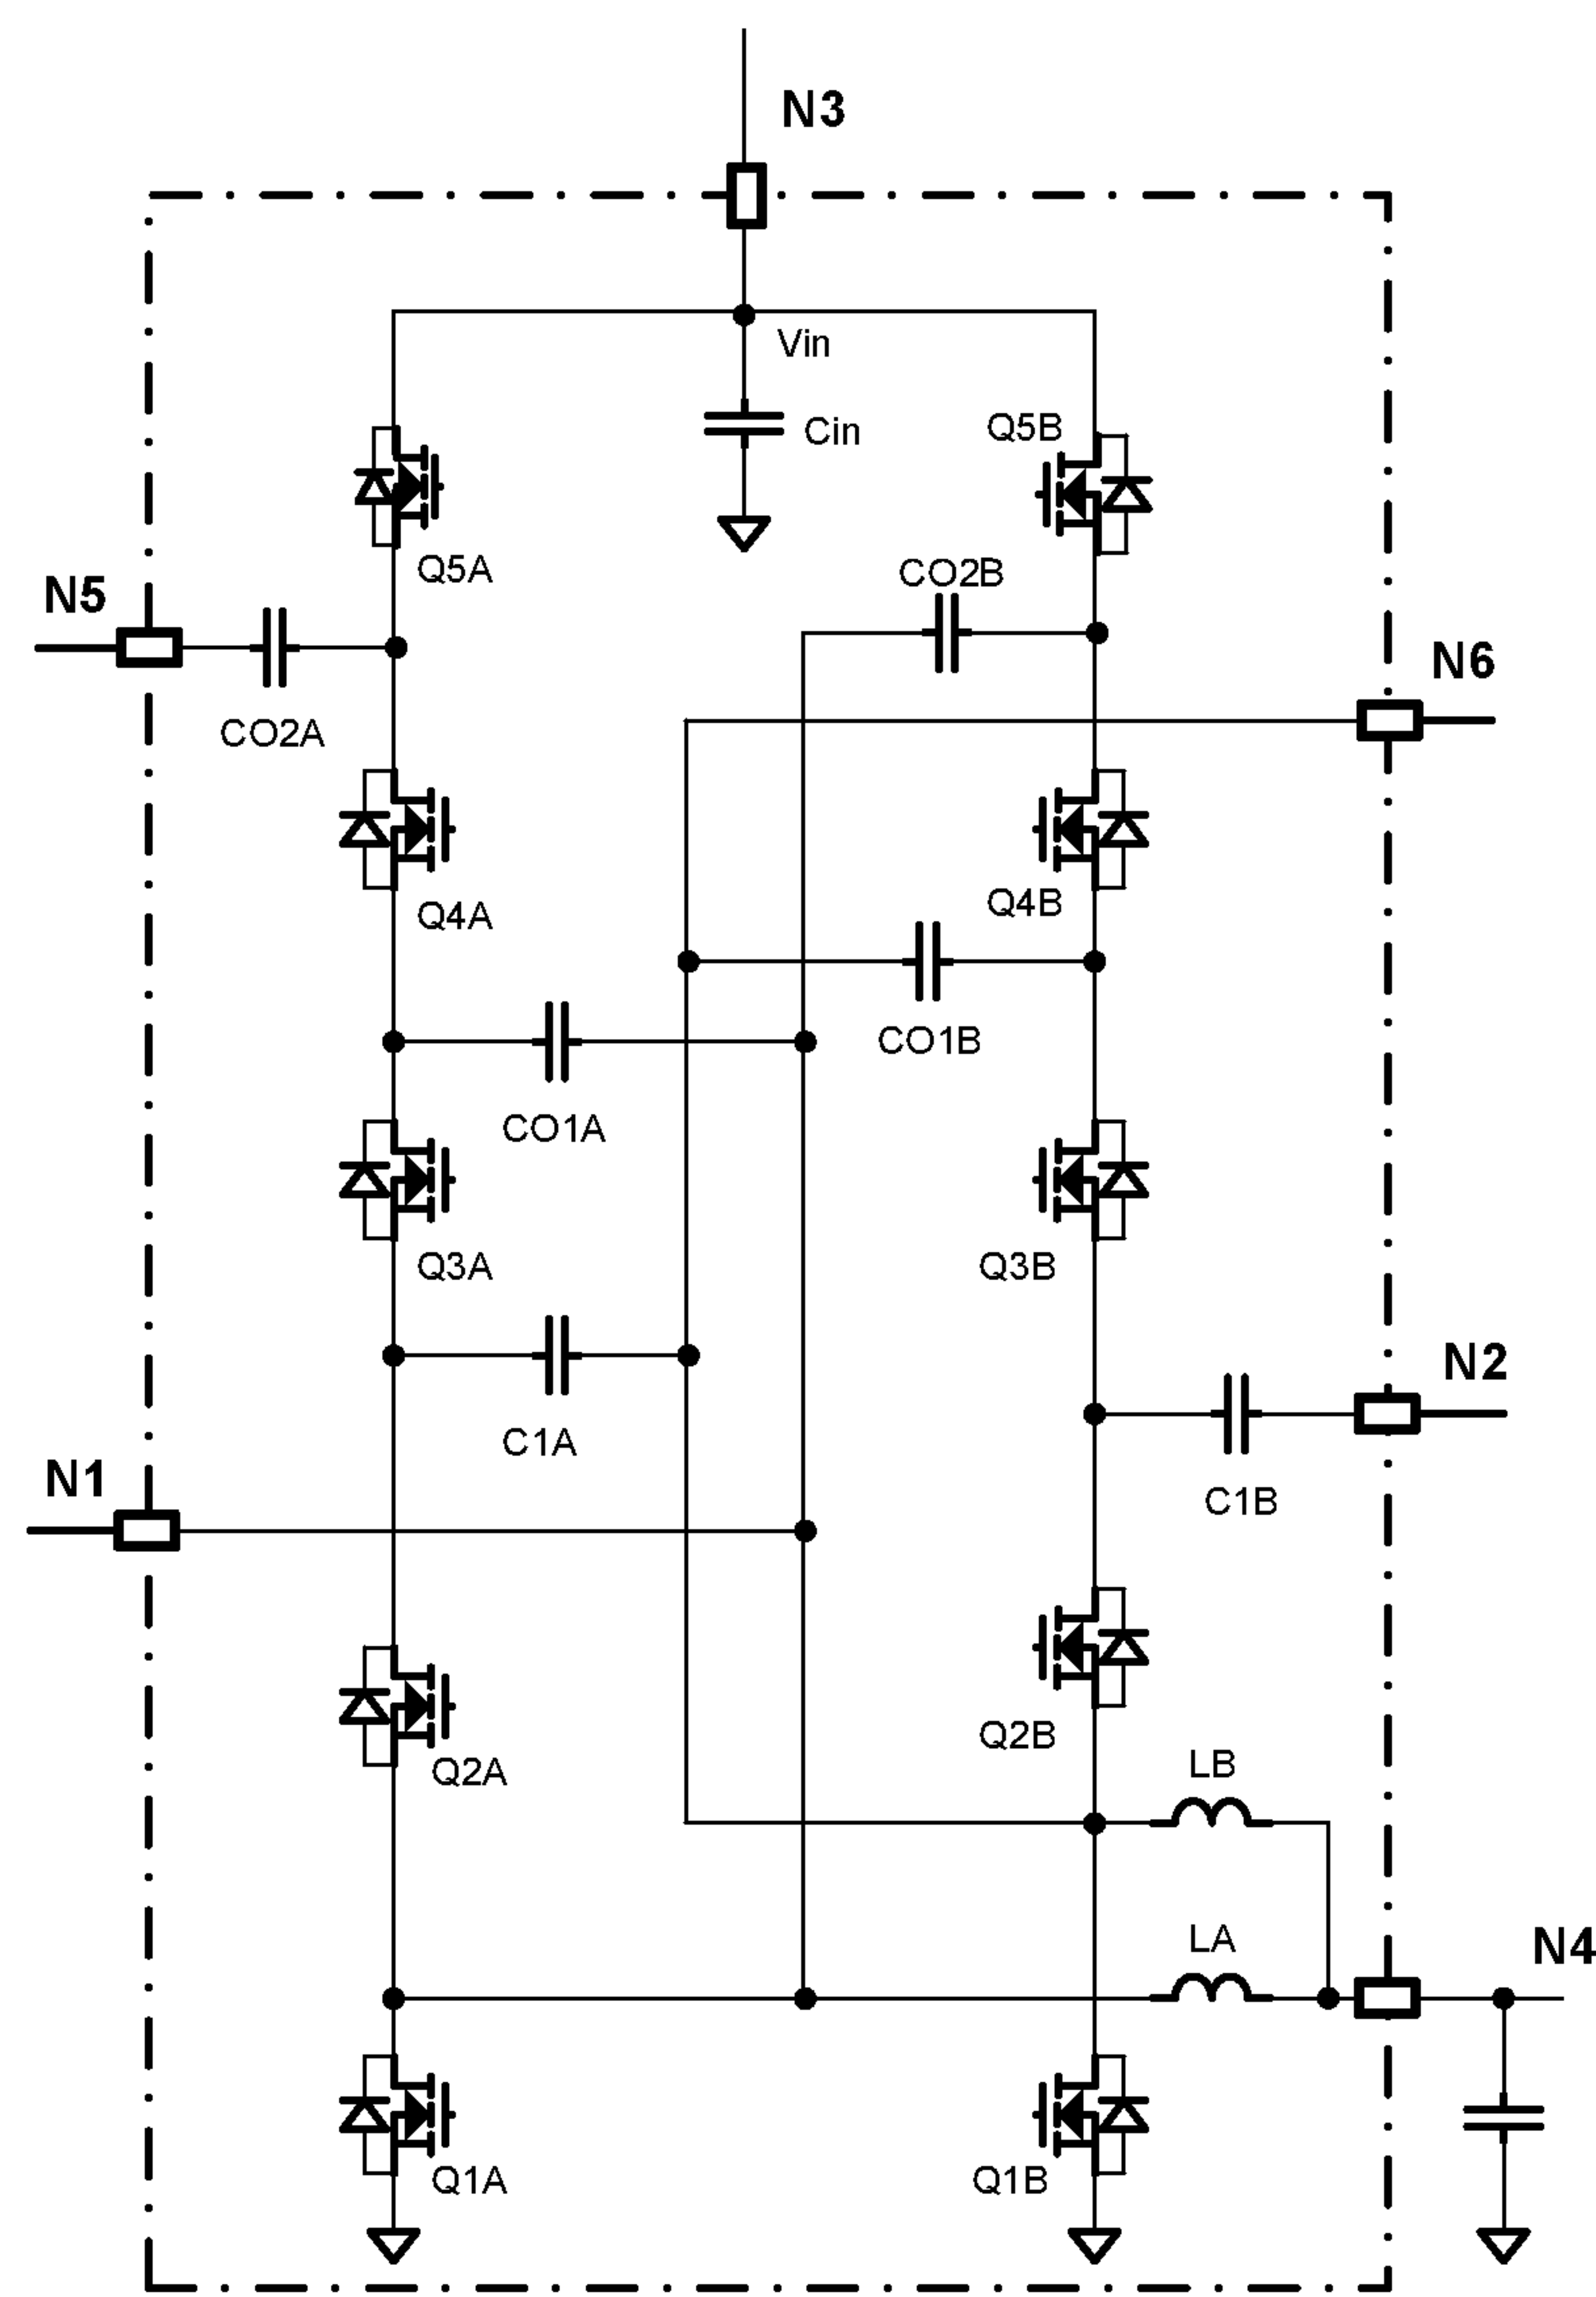 N3
Vin
Cin
Q5B
Q5A
CO2B
N5
N6
CO2A
Q4B
Q4A
CO1B
CO1A
Q3A
Q3B
N2
C1A
N1
C1B
Q2B
Q2A
LB
LA
N4
Q1A
Q1B